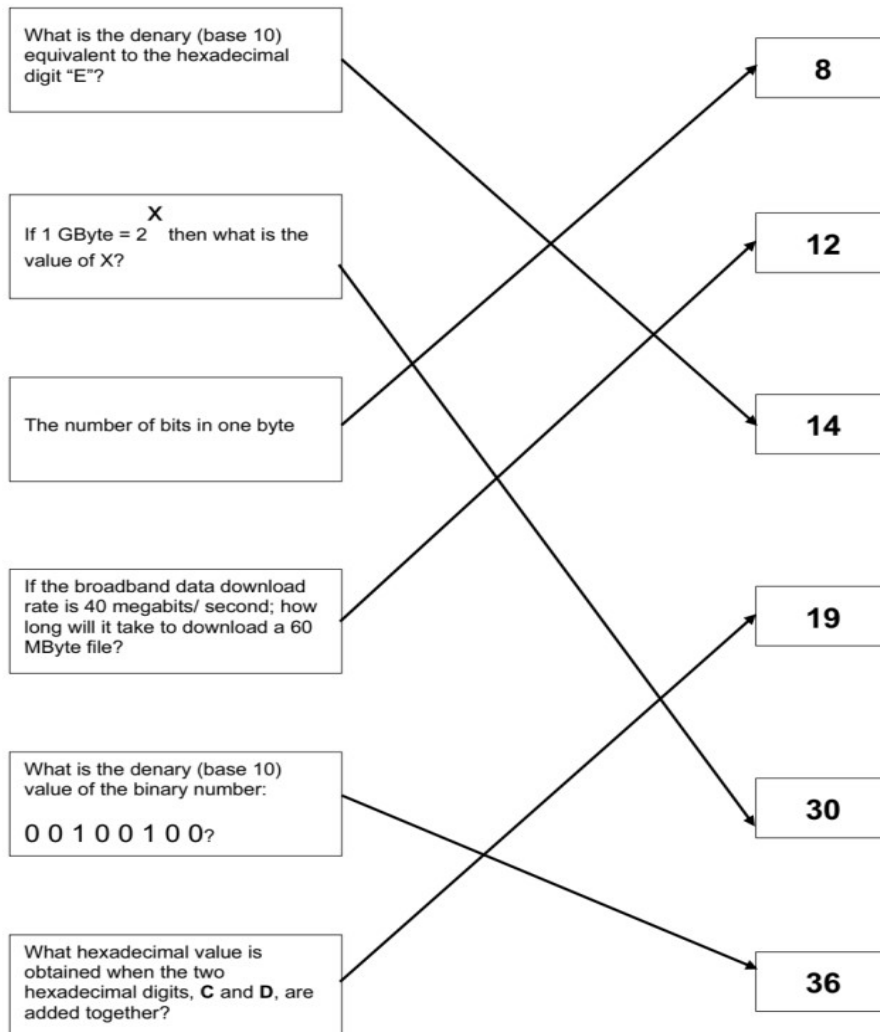 What is the denary (base 10)
equivalent to the hexadecimal
digit “E”?
8
If 1 GByte = 2^X then what is the
value of X?
12
The number of bits in one byte
14
If the broadband data download
rate is 40 megabits/ second; how
long will it take to download a 60
MByte file?
19
What is the denary (base 10)
value of the binary number:
0 0 1 0 0 1 0 0?
30
What hexadecimal value is
obtained when the two
hexadecimal digits, C and D, are
added together?
36